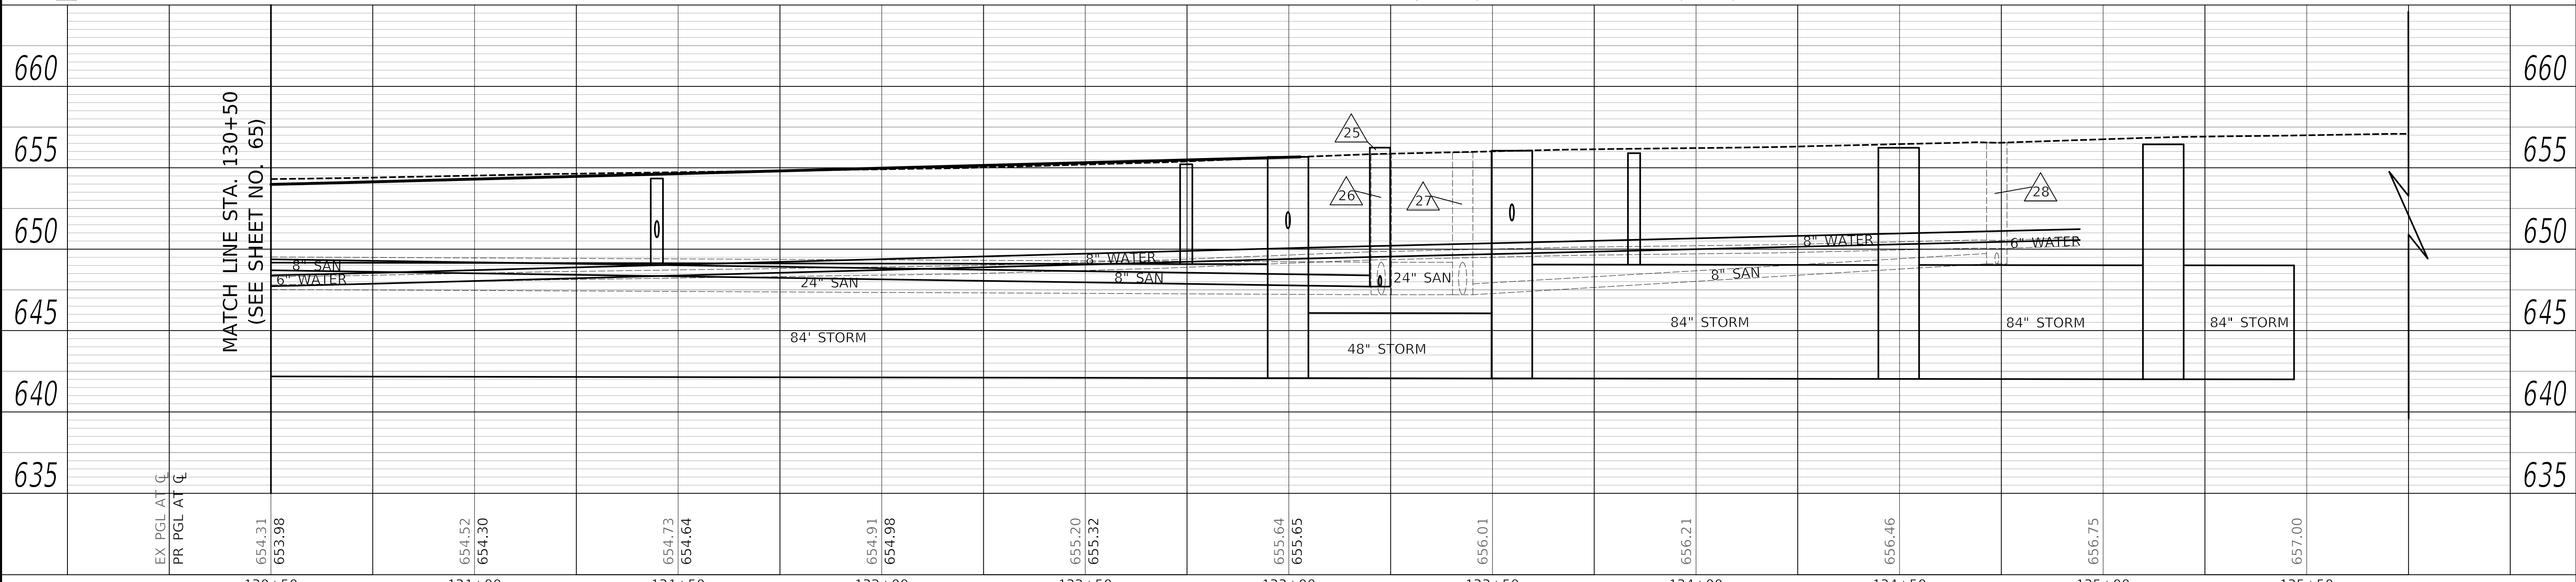 660
660
655
655
650
650
645
645
640
640
635
635
MATCH LINE STA. 130+50
(SEE SHEET NO. 65)
25
26
27
28
8" SAN
6" WATER
24" SAN
84' STORM
8" WATER
8" SAN
24" SAN
48" STORM
8" SAN
84" STORM
8" WATER
6" WATER
84" STORM
84" STORM
EX PGL AT ℄
PR PGL AT ℄
654.31
653.98
654.52
654.30
654.73
654.64
654.91
654.98
655.20
655.32
655.64
655.65
656.01
656.21
656.46
656.75
657.00